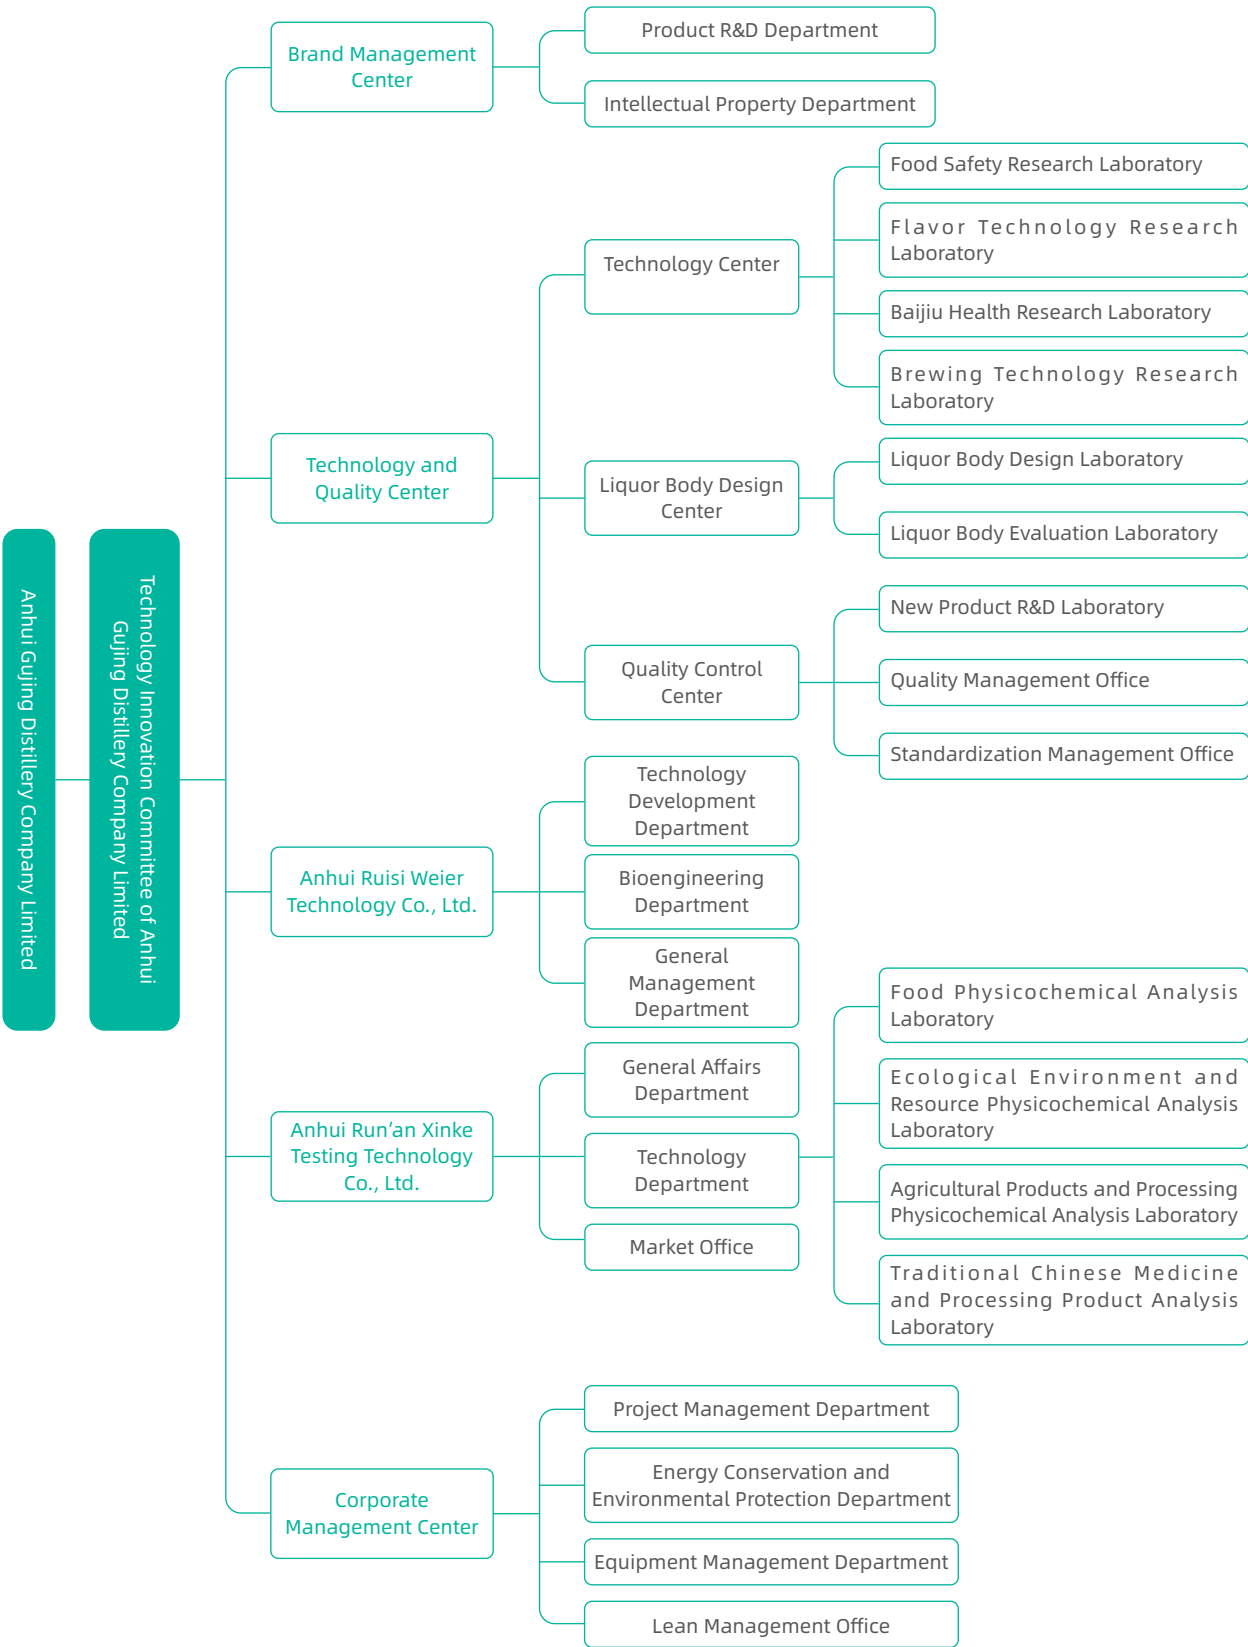 Anhui Gujing Distillery Company Limited
Technology Innovation Committee of Anhui
Gujing Distillery Company Limited
Brand Management
Center
Product R&D Department
Intellectual Property Department
Technology and
Quality Center
Technology Center
Food Safety Research Laboratory
Flavor Technology Research
Laboratory
Baijiu Health Research Laboratory
Brewing Technology Research
Laboratory
Liquor Body Design
Center
Liquor Body Design Laboratory
Liquor Body Evaluation Laboratory
Quality Control
Center
New Product R&D Laboratory
Quality Management Office
Standardization Management Office
Anhui Ruisi Weier
Technology Co., Ltd.
Technology
Development
Department
Bioengineering
Department
General
Management
Department
Anhui Run’an Xinke
Testing Technology
Co., Ltd.
General Affairs
Department
Technology
Department
Food Physicochemical Analysis
Laboratory
Ecological Environment and
Resource Physicochemical Analysis
Laboratory
Agricultural Products and Processing
Physicochemical Analysis Laboratory
Traditional Chinese Medicine
and Processing Product Analysis
Laboratory
Market Office
Corporate
Management Center
Project Management Department
Energy Conservation and
Environmental Protection Department
Equipment Management Department
Lean Management Office